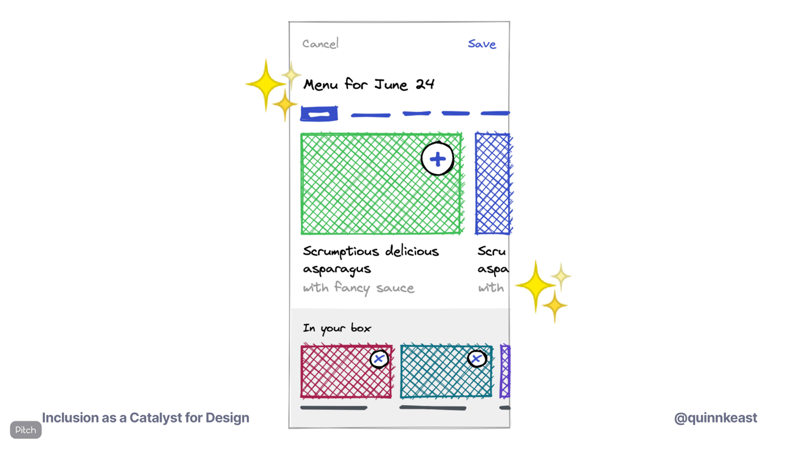 Cancel
Save
Menu for June 24
Scrumptious delicious
asparagus
with fancy sauce
Scru
aspa
with
In your box
Inclusion as a Catalyst for Design
@quinnkeast
Pitch